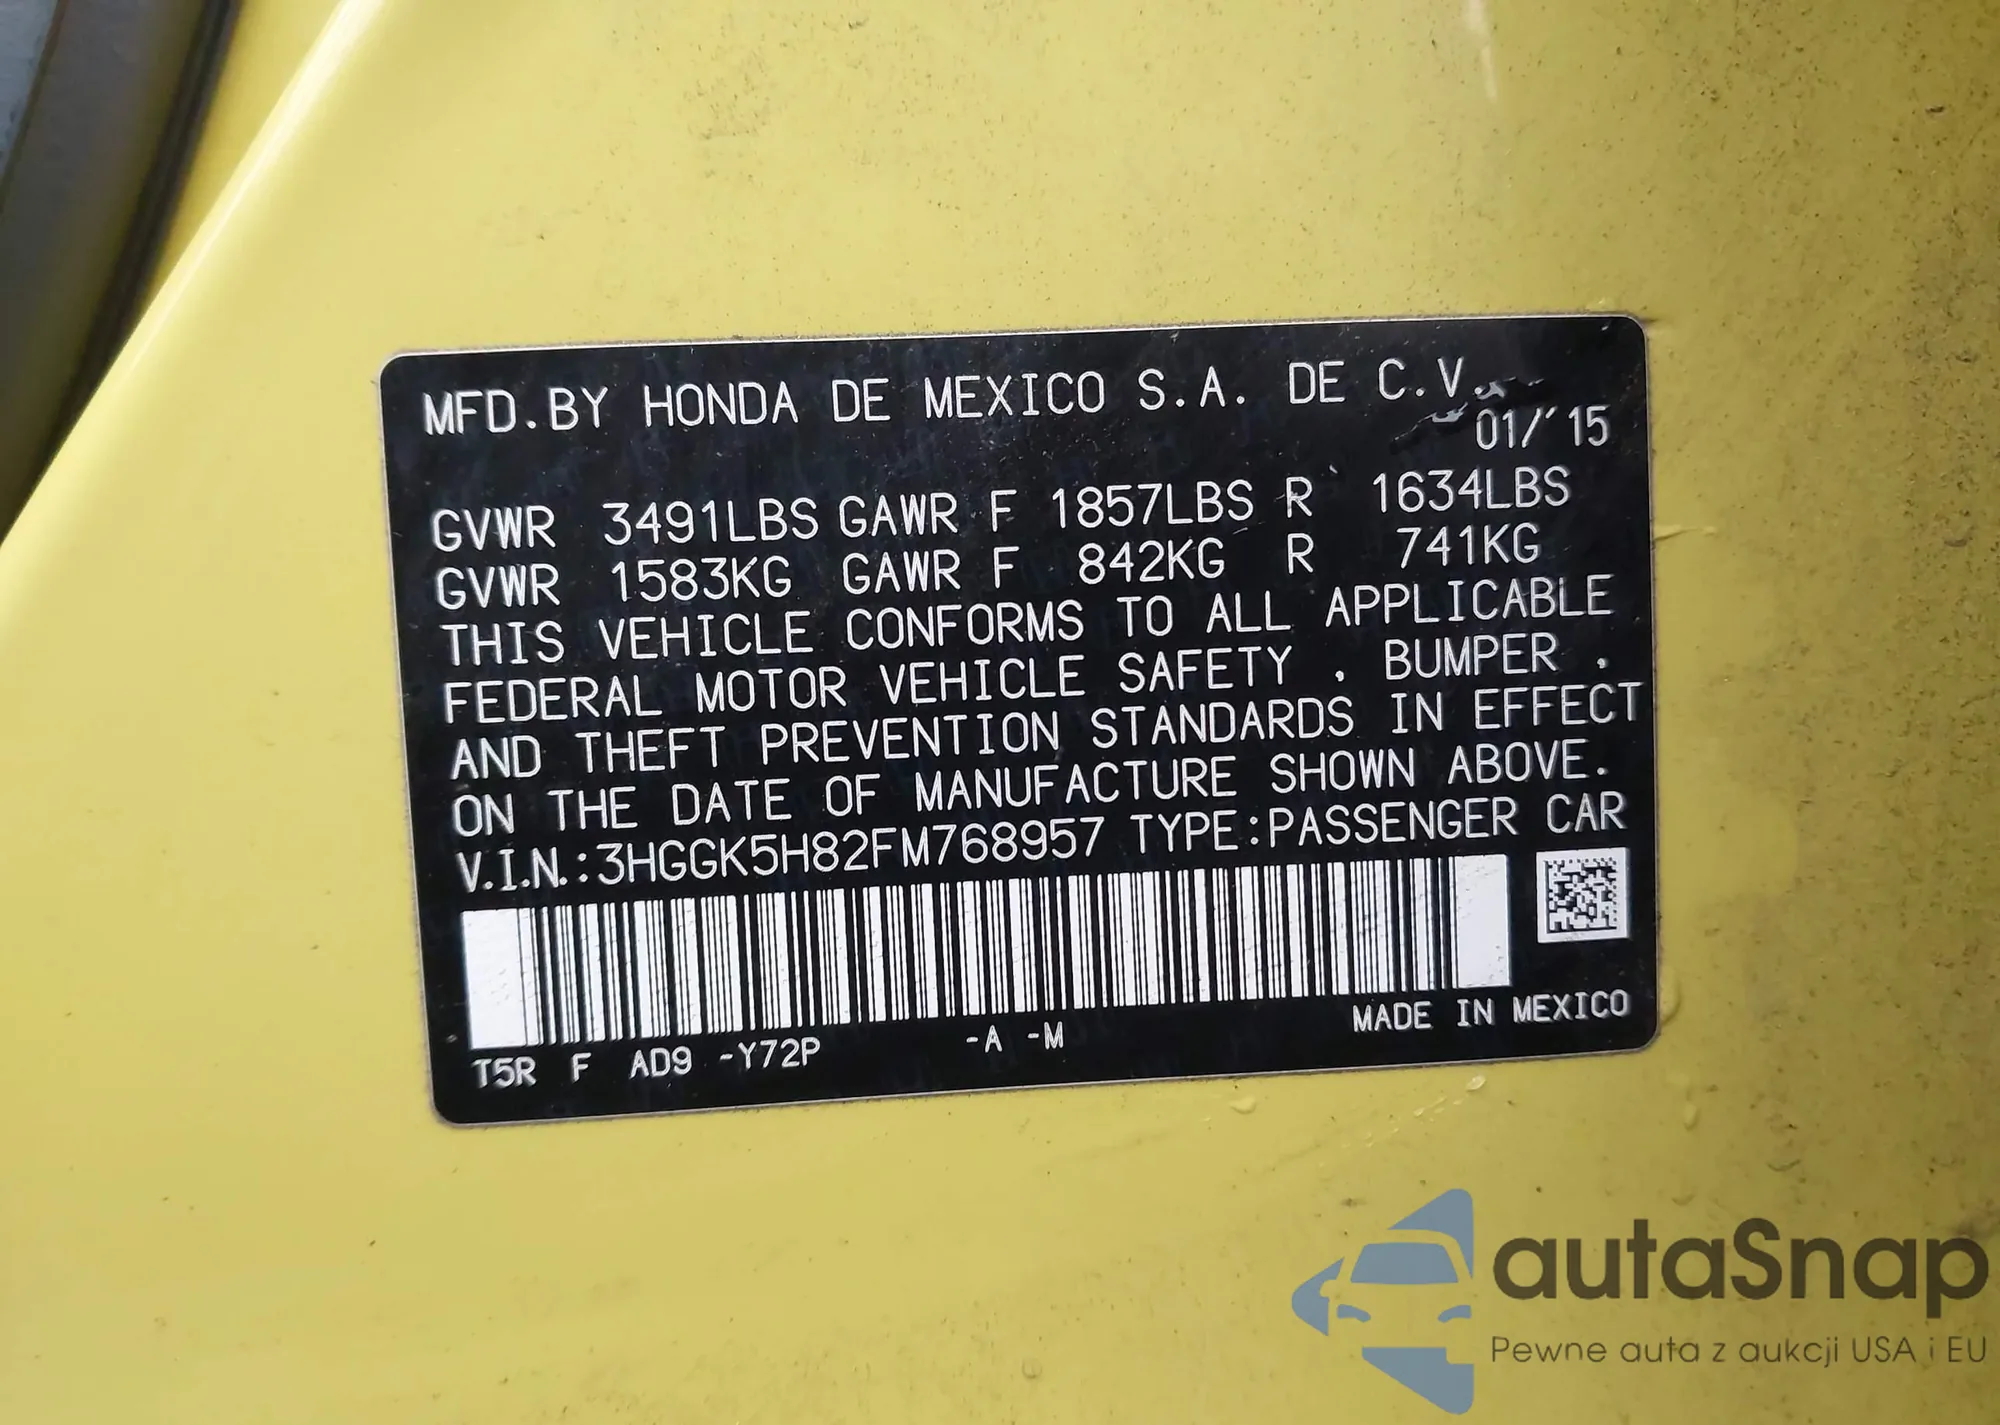 MFD.BY HONDA DE MEXICO S.A. DE C.V.
01/'15
GVWR 3491LBS GAWR F 1857LBS R 1634LBS
GVWR 1583KG GAWR F 842KG R 741KG
THIS VEHICLE CONFORMS TO ALL APPLICABLE
FEDERAL MOTOR VEHICLE SAFETY , BUMPER ,
AND THEFT PREVENTION STANDARDS IN EFFECT
ON THE DATE OF MANUFACTURE SHOWN ABOVE.
V.I.N.:3HGGK5H82FM768957 TYPE:PASSENGER CAR
MADE IN MEXICO
T5R F AD9 -Y72P -A -M
autaSnap
Pewne auta z aukcji USA i EU